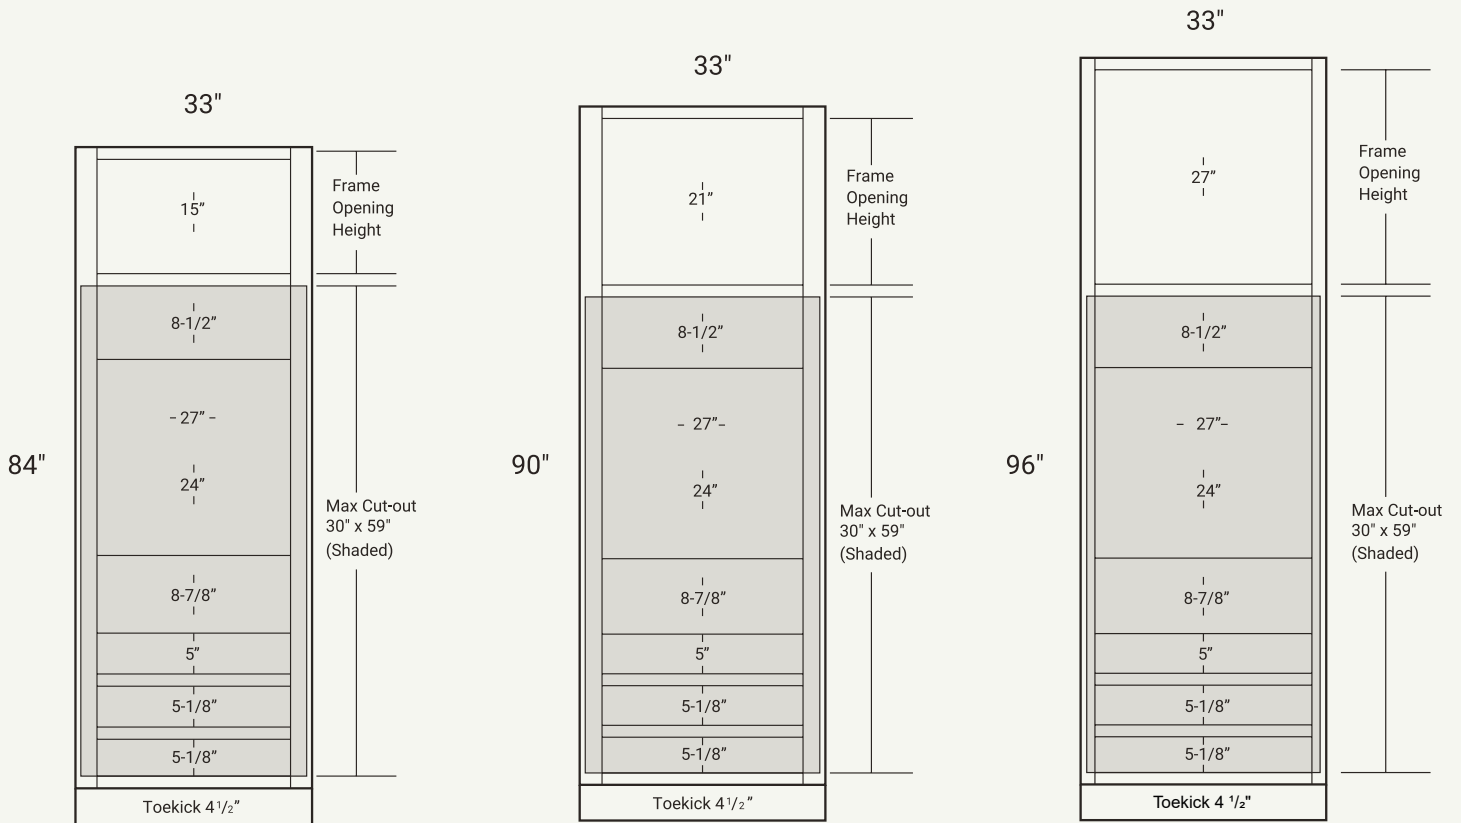 33"
15”
Frame
Opening
Height
8-1/2”
27”
84"
24”
Max Cut-out
30" x 59"
(Shaded)
8-7/8”
5”
5-1/8”
5-1/8”
Toekick 4 1/2”
33"
21”
Frame
Opening
Height
8-1/2”
27”
90"
24”
Max Cut-out
30" x 59"
(Shaded)
8-7/8”
5”
5-1/8”
5-1/8”
Toekick 4 1/2”
33"
27”
Frame
Opening
Height
8-1/2”
27”
96"
24”
Max Cut-out
30" x 59"
(Shaded)
8-7/8”
5”
5-1/8”
5-1/8”
Toekick 4 1/2"